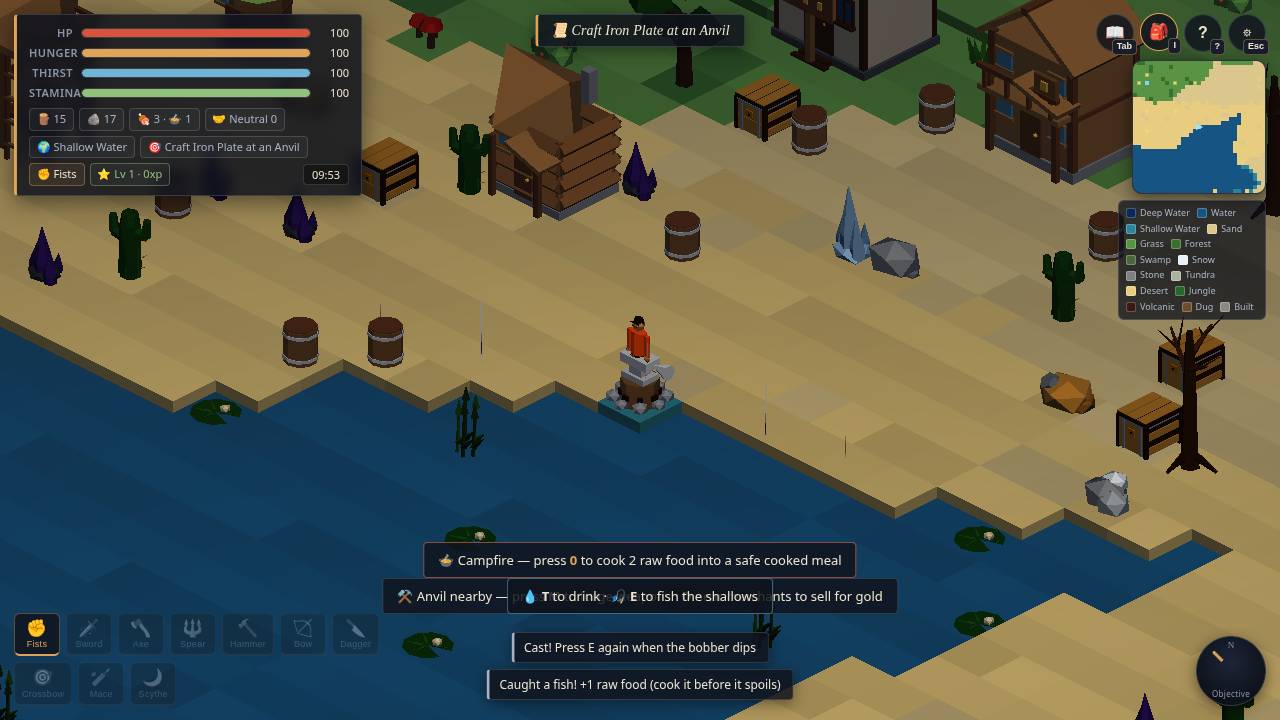 HP 100
HUNGER 100
THIRST 100
STAMINA 100
15 17 3 · 1 Neutral 0
Shallow Water Craft Iron Plate at an Anvil
Fists Lv 1 · 0xp 09:53
Craft Iron Plate at an Anvil
Tab I ? ? Esc
Deep Water Water
Shallow Water Sand
Grass Forest
Swamp Snow
Stone Tundra
Desert Jungle
Volcanic Dug Built
Campfire — press 0 to cook 2 raw food into a safe cooked meal
Anvil nearby — hants to sell for gold
T to drink · E to fish the shallows
Cast! Press E again when the bobber dips
Caught a fish! +1 raw food (cook it before it spoils)
Fists Sword Axe Spear Hammer Bow Dagger
Crossbow Mace Scythe
N
Objective